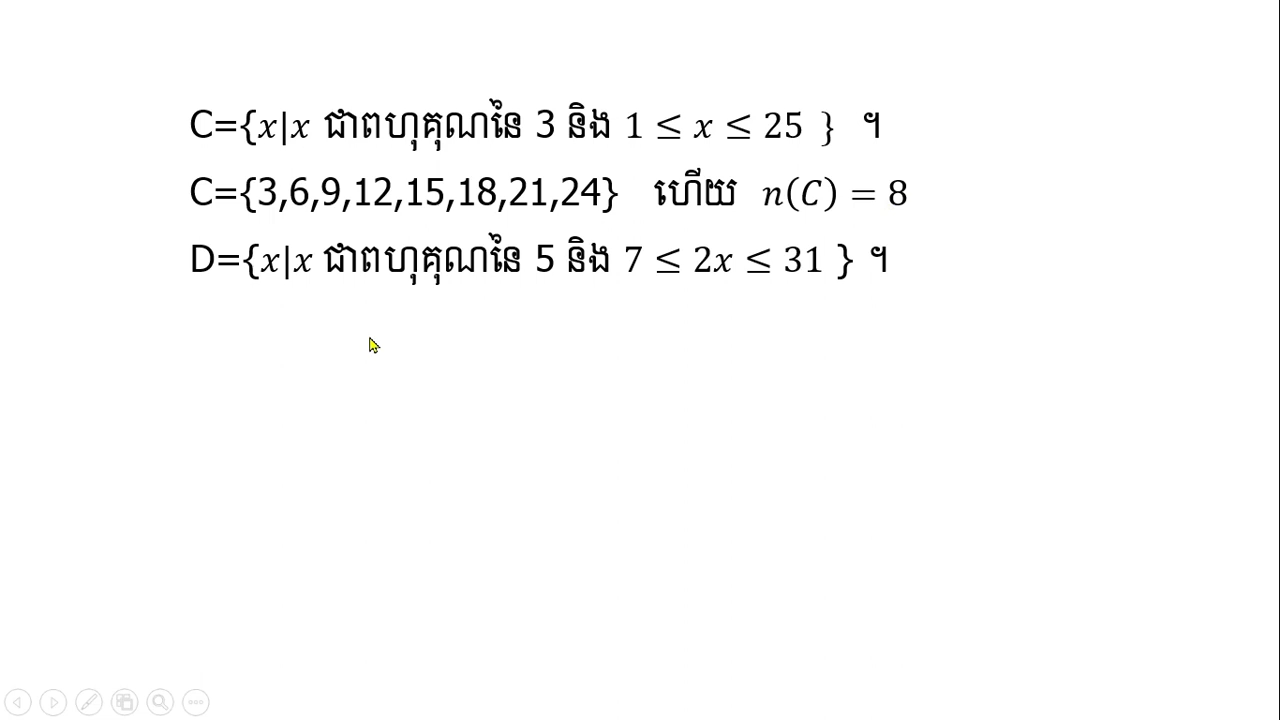 C={𝑥|𝑥 ជាពហុគុណនៃ 3 និង 1 ≤ 𝑥 ≤ 25 } ។
C={3,6,9,12,15,18,21,24} ហើយ 𝑛(𝐶) = 8
D={𝑥|𝑥 ជាពហុគុណនៃ 5 និង 7 ≤ 2𝑥 ≤ 31 } ។